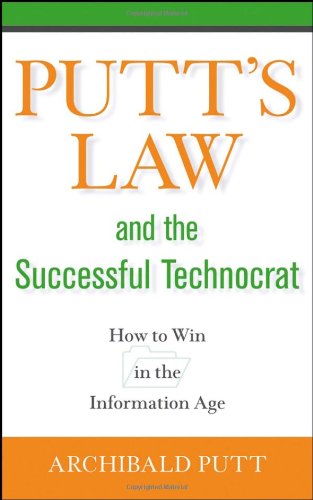 PUTT'S
LAW
and the
Successful Technocrat
How to Win
in the
Information Age
ARCHIBALD PUTT